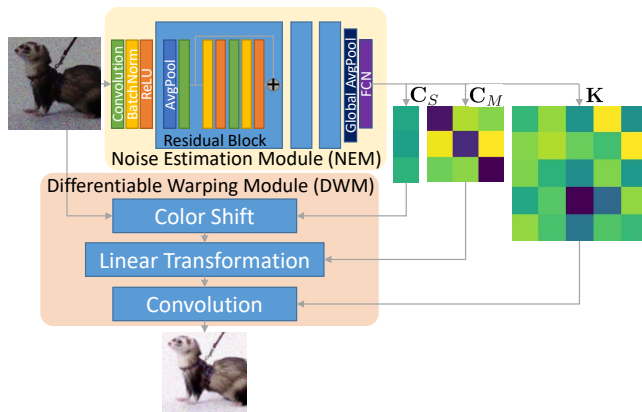 Convolution
BatchNorm
ReLU
AvgPool
Residual Block
Global AvgPool
FCN
Noise Estimation Module (NEM)
C_S
C_M
K
Differentiable Warping Module (DWM)
Color Shift
Linear Transformation
Convolution